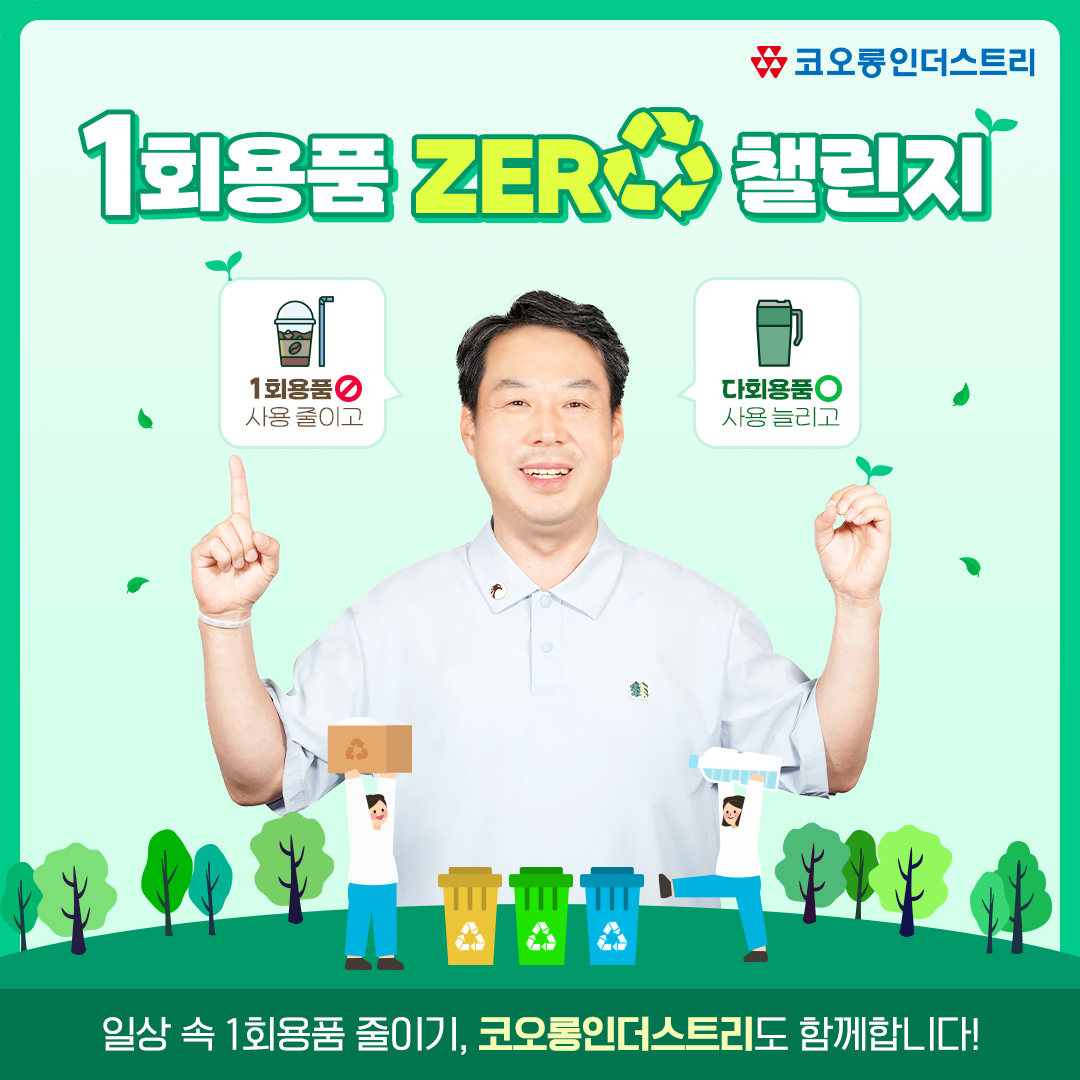 코오롱인더스트리
1회용품 ZERO 챌린지
1회용품
사용 줄이고
다회용품
사용 늘리고
일상 속 1회용품 줄이기, 코오롱인더스트리도 함께합니다!